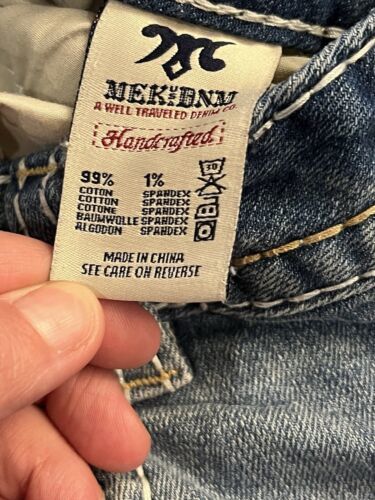 MEK DNM
A WELL TRAVELED DENIM CO.
Handcrafted
99% 1%
COTON SPANDEX
COTTON SPANDEX
COTONE SPANDEX
BAUMWOLLE SPANDEX
ALGODON SPANDEX
30
MADE IN CHINA
SEE CARE ON REVERSE